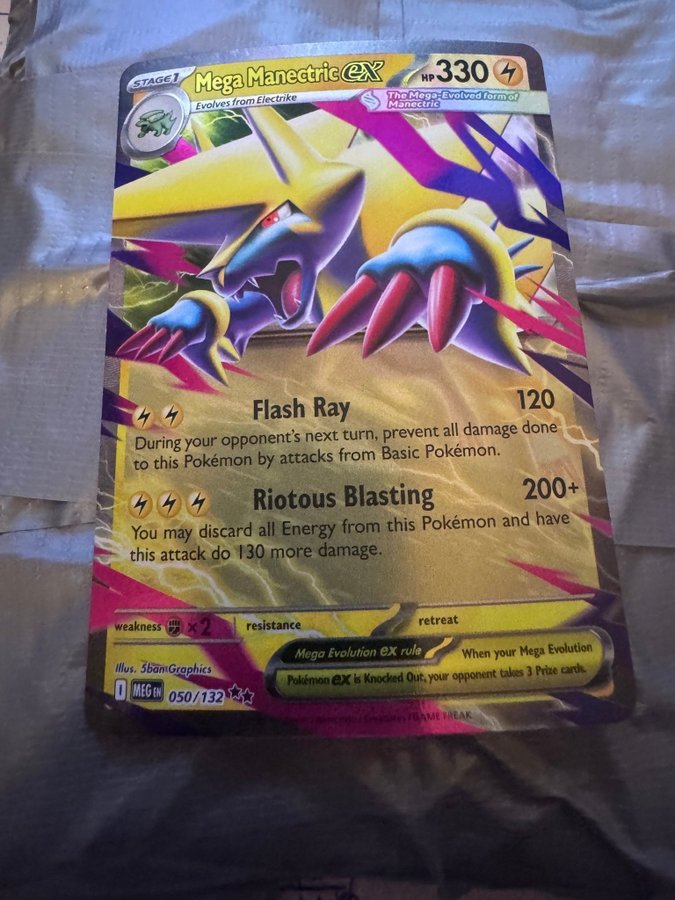 STAGE 1 Mega Manectric ex HP 330
Evolves from Electrike
The Mega-Evolved form of
Manectric
Flash Ray 120
During your opponent's next turn, prevent all damage done
to this Pokémon by attacks from Basic Pokémon.
Riotous Blasting 200+
You may discard all Energy from this Pokémon and have
this attack do 130 more damage.
weakness ×2 resistance retreat
Mega Evolution ex rule When your Mega Evolution
Pokémon ex is Knocked Out, your opponent takes 3 Prize cards.
Illus. 5ban Graphics
I MEG EN 050/132
GAME FREAK